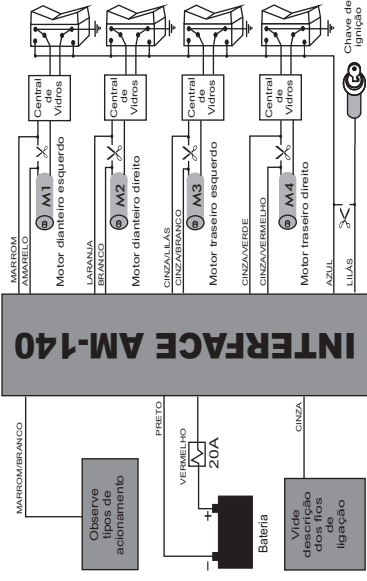 Central
de
Vidros
Central
de
Vidros
Central
de
Vidros
Central
de
Vidros
Chave de
ignição
M1
M2
M3
M4
Motor dianteiro esquerdo
Motor dianteiro direito
Motor traseiro esquerdo
Motor traseiro direito
MARROM
AMARELO
LARANJA
BRANCO
CINZA/LILÁS
CINZA/BRANCO
CINZA/VERDE
CINZA/VERMELHO
AZUL
LILÁS
INTERFACE AM-140
MARROM/BRANCO
PRETO
VERMELHO
20A
CINZA
Observe
tipos de
acionamento
+
–
Bateria
Vide
descrição
dos fios
de
ligação